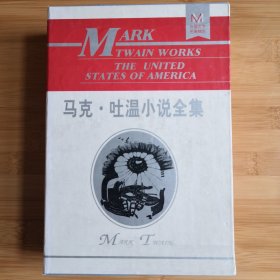 MARK
TWAIN WORKS
THE UNITED
STATES OF AMERICA
M
马克·吐温小说全集
MARK TWAIN